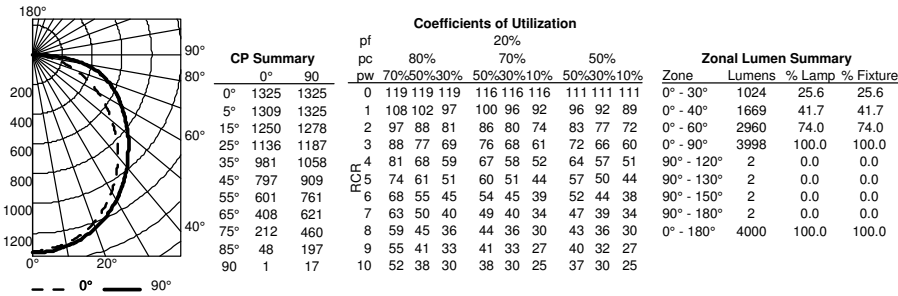 180°
90°
80°
200
400
60°
600
800
1000
40°
1200
0°
20°
0°
90°
CP Summary
0° 90
0° 1325 1325
5° 1309 1325
15° 1250 1278
25° 1136 1187
35° 981 1058
45° 797 909
55° 601 761
65° 408 621
75° 212 460
85° 48 197
90 1 17
Coefficients of Utilization
pf 20%
pc 80% 70% 50%
pw 70%50%30% 50%30%10% 50%30%10%
RCR
0 119 119 119 116 116 116 111 111 111
1 108 102 97 100 96 92 96 92 89
2 97 88 81 86 80 74 83 77 72
3 88 77 69 76 68 61 72 66 60
4 81 68 59 67 58 52 64 57 51
5 74 61 51 60 51 44 57 50 44
6 68 55 45 54 45 39 52 44 38
7 63 50 40 49 40 34 47 39 34
8 59 45 36 44 36 30 43 36 30
9 55 41 33 41 33 27 40 32 27
10 52 38 30 38 30 25 37 30 25
Zonal Lumen Summary
Zone Lumens % Lamp % Fixture
0° - 30° 1024 25.6 25.6
0° - 40° 1669 41.7 41.7
0° - 60° 2960 74.0 74.0
0° - 90° 3998 100.0 100.0
90° - 120° 2 0.0 0.0
90° - 130° 2 0.0 0.0
90° - 150° 2 0.0 0.0
90° - 180° 2 0.0 0.0
0° - 180° 4000 100.0 100.0